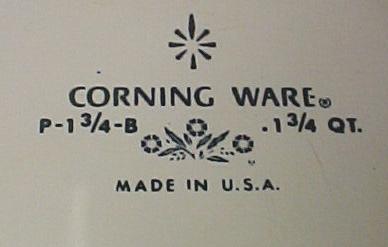 CORNING WARE®
P-1 3/4-B .1 3/4 QT.
MADE IN U.S.A.